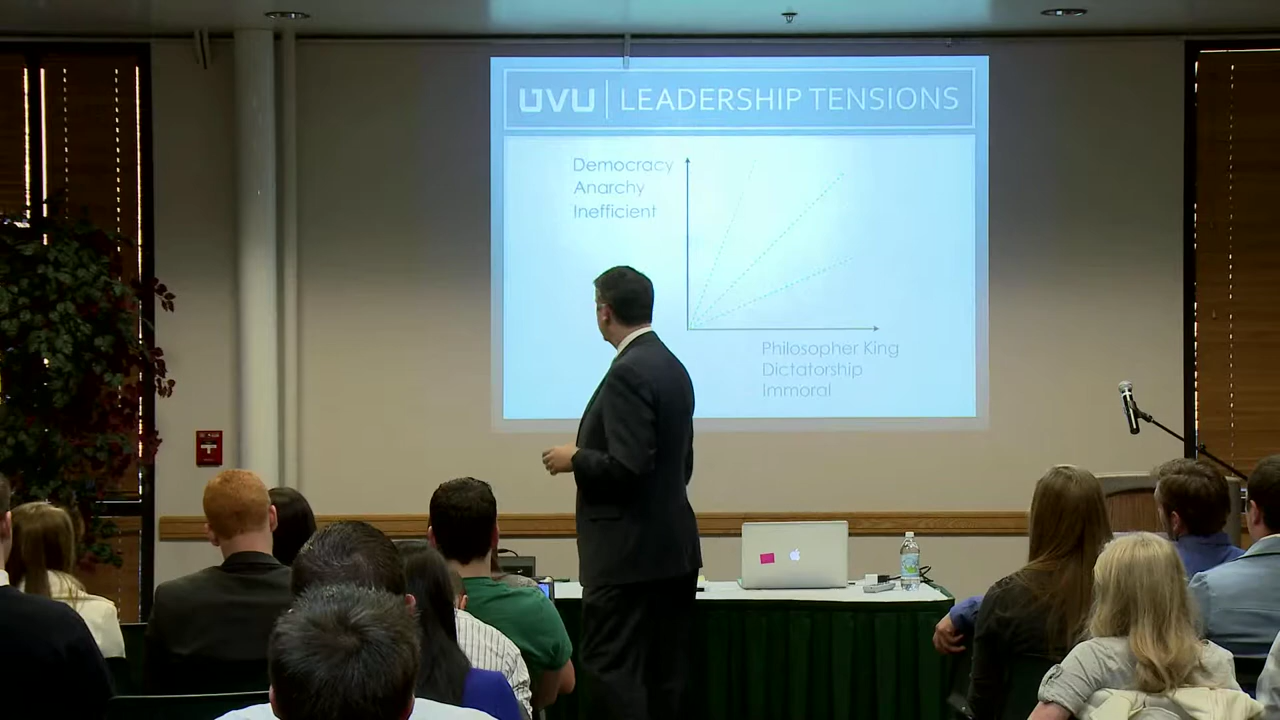 UVU | LEADERSHIP TENSIONS
Democracy
Anarchy
Inefficient
Philosopher King
Dictatorship
Immoral